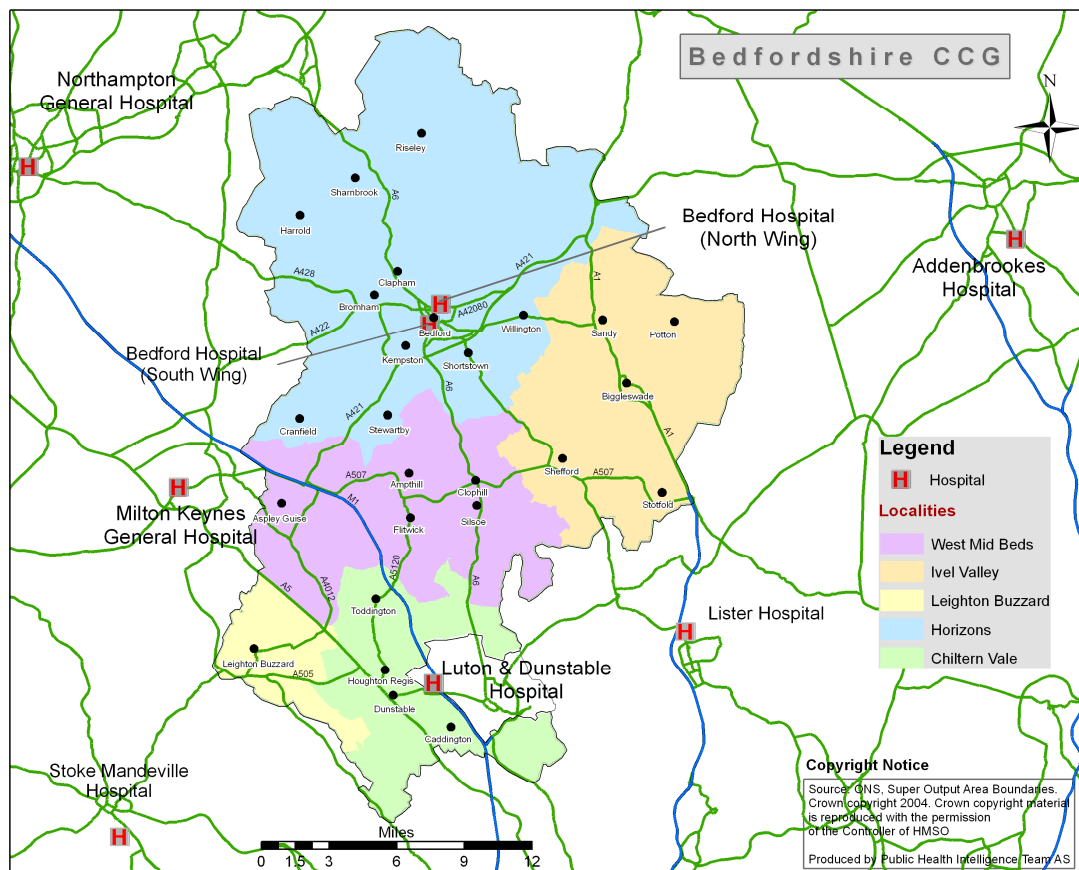 Bedfordshire CCG
N
Northampton
General Hospital
Riseley
Sharnbrook
A6
Harrold
Bedford Hospital
(North Wing)
A421
A428
Clapham
A1
Addenbrookes
Hospital
Bromham
A42080
A422
Bedford
Willington
Sandy
Potton
Bedford Hospital
(South Wing)
Kempston
Shortstown
A6
Biggleswade
A421
Cranfield
Stewartby
A1
Legend
H Hospital
Localities
West Mid Beds
Ivel Valley
Leighton Buzzard
Horizons
Chiltern Vale
Shefford
A507
A507
Ampthill
Clophill
Stotfold
M1
Aspley Guise
Flitwick
Silsoe
Milton Keynes
General Hospital
A5120
A6
A5
A4012
Toddington
Lister Hospital
Leighton Buzzard
A505
Houghton Regis
Luton & Dunstable
Hospital
Dunstable
Caddington
Stoke Mandeville
Hospital
H
H
H
H
H
H
H
H
Miles
0 1.5 3 6 9 12
Copyright Notice
Source: ONS, Super Output Area Boundaries.
Crown copyright 2004. Crown copyright material
is reproduced with the permission
of the Controller of HMSO
Produced by Public Health Intelligence Team AS